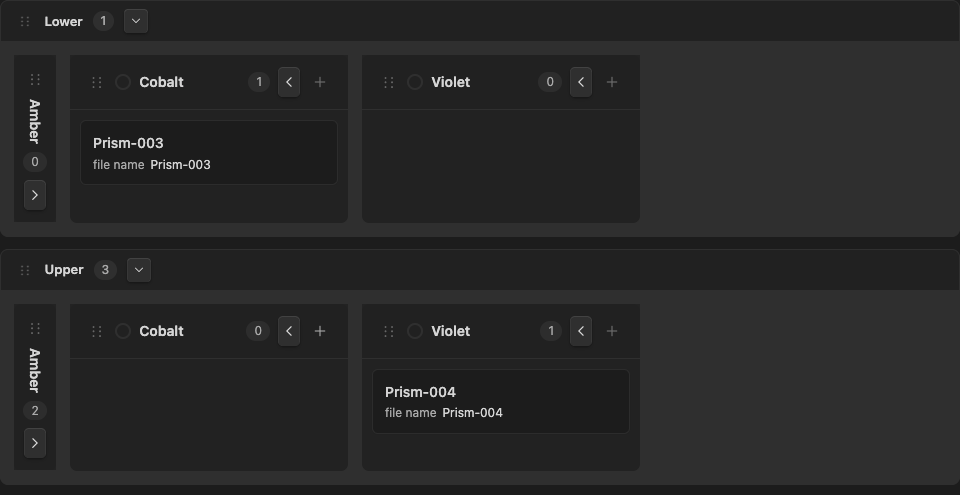 Lower 1
Amber 0
Cobalt 1
Prism-003
file name Prism-003
Violet 0
Upper 3
Amber 2
Cobalt 0
Violet 1
Prism-004
file name Prism-004